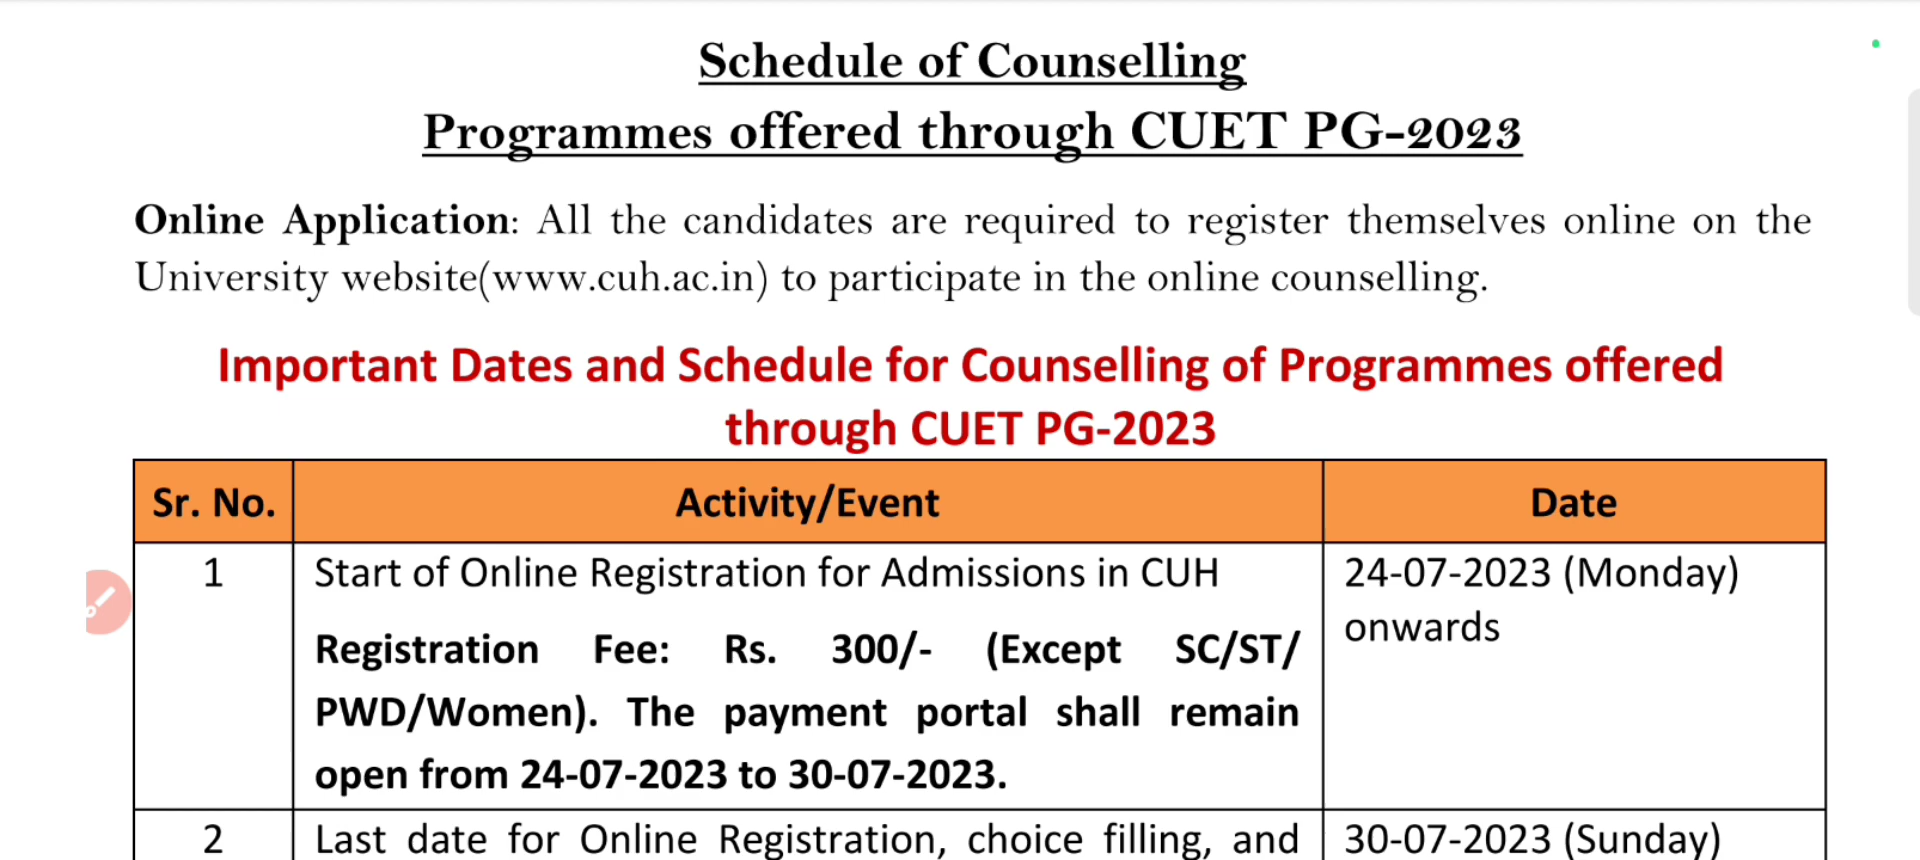 Schedule of Counselling
Programmes offered through CUET PG-2023
Online Application: All the candidates are required to register themselves online on the
University website(www.cuh.ac.in) to participate in the online counselling.
Important Dates and Schedule for Counselling of Programmes offered
through CUET PG-2023
Sr. No. Activity/Event Date
1 Start of Online Registration for Admissions in CUH 24-07-2023 (Monday)
onwards
Registration Fee: Rs. 300/- (Except SC/ST/
PWD/Women). The payment portal shall remain
open from 24-07-2023 to 30-07-2023.
2 Last date for Online Registration, choice filling, and 30-07-2023 (Sunday)